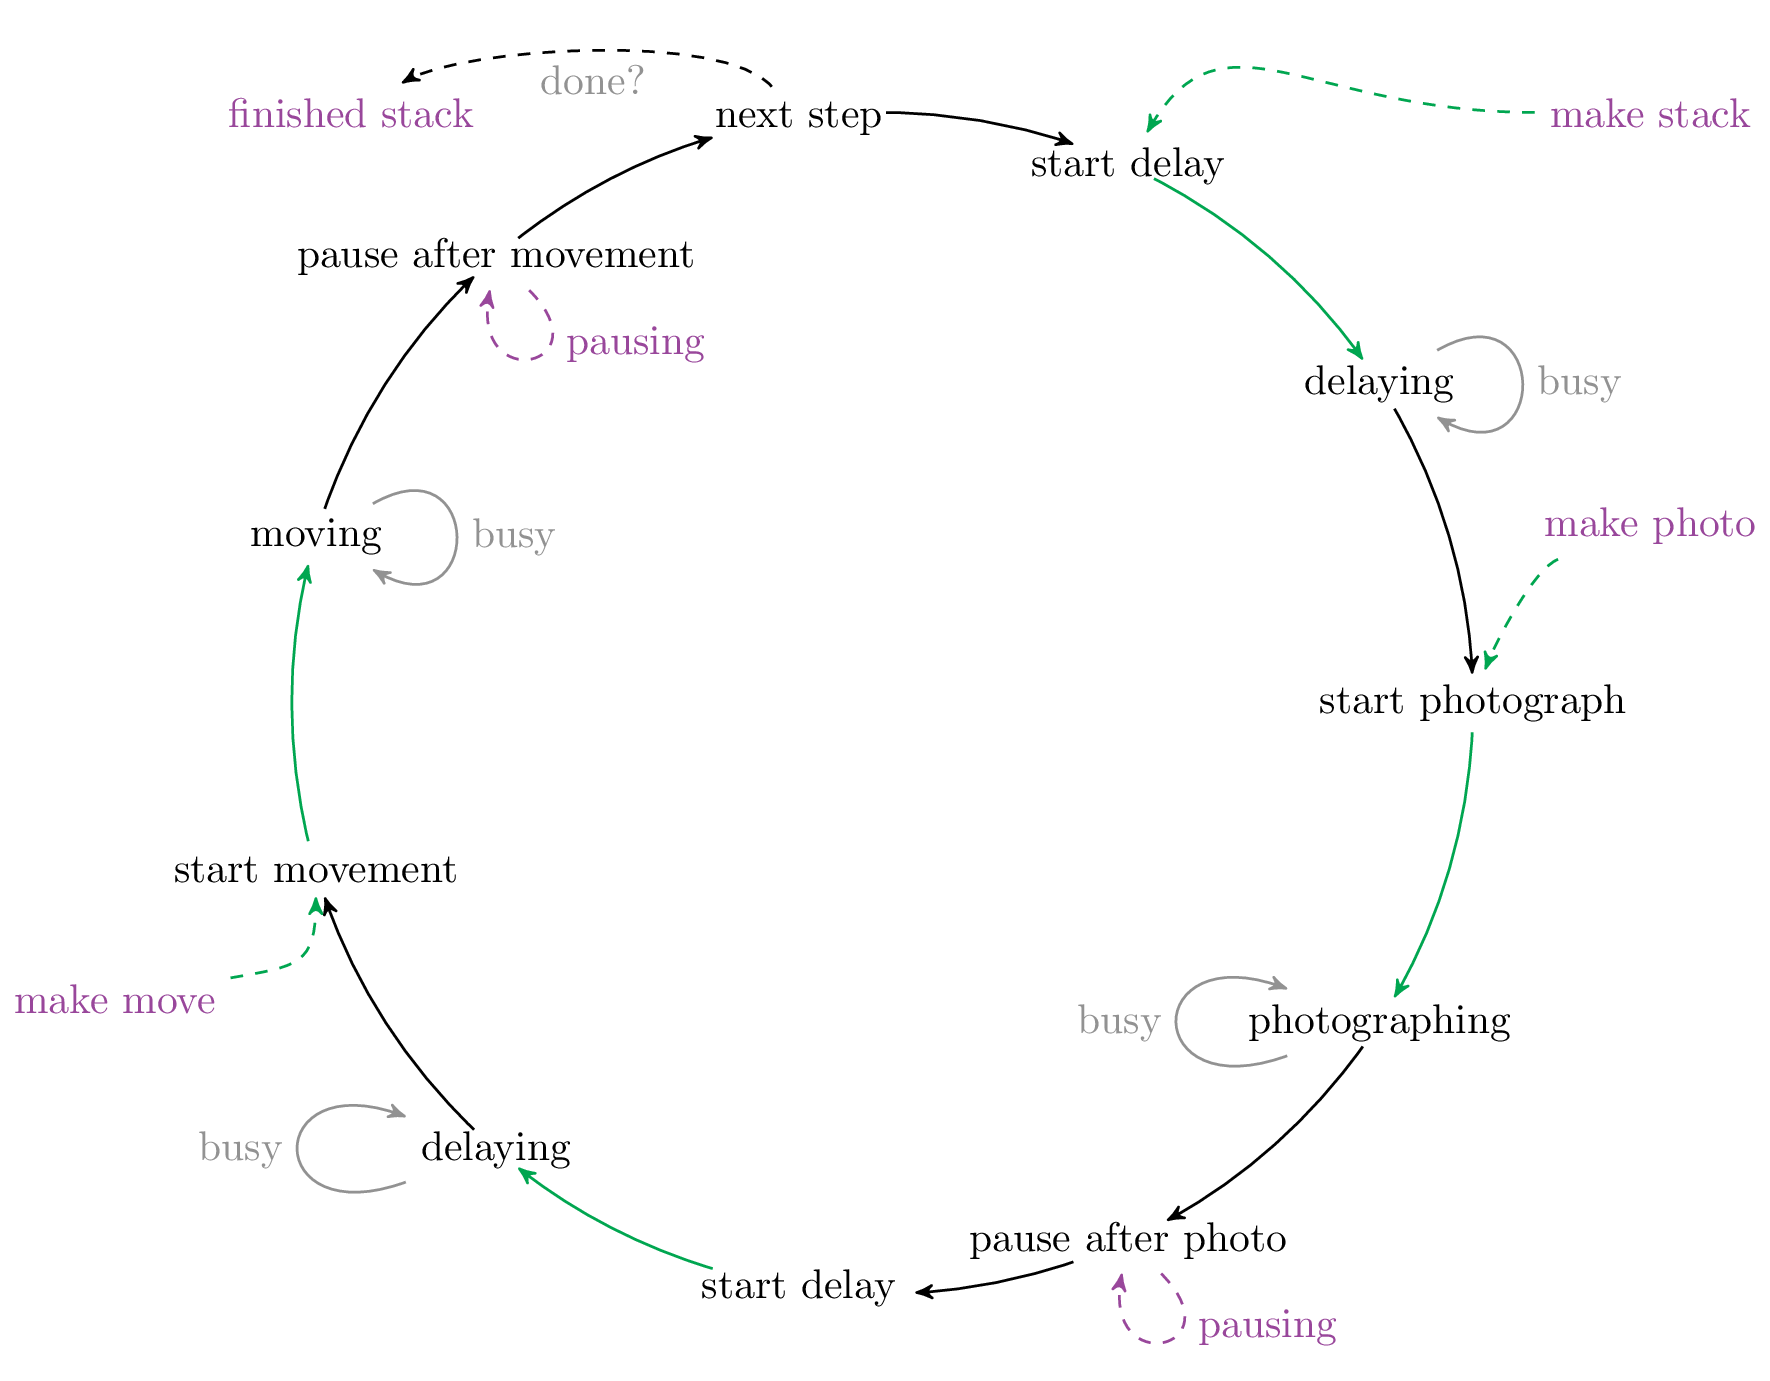 done?
finished stack
next step
make stack
start delay
pause after movement
pausing
delaying
busy
moving
busy
make photo
start photograph
start movement
make move
busy
photographing
busy
delaying
pause after photo
start delay
pausing